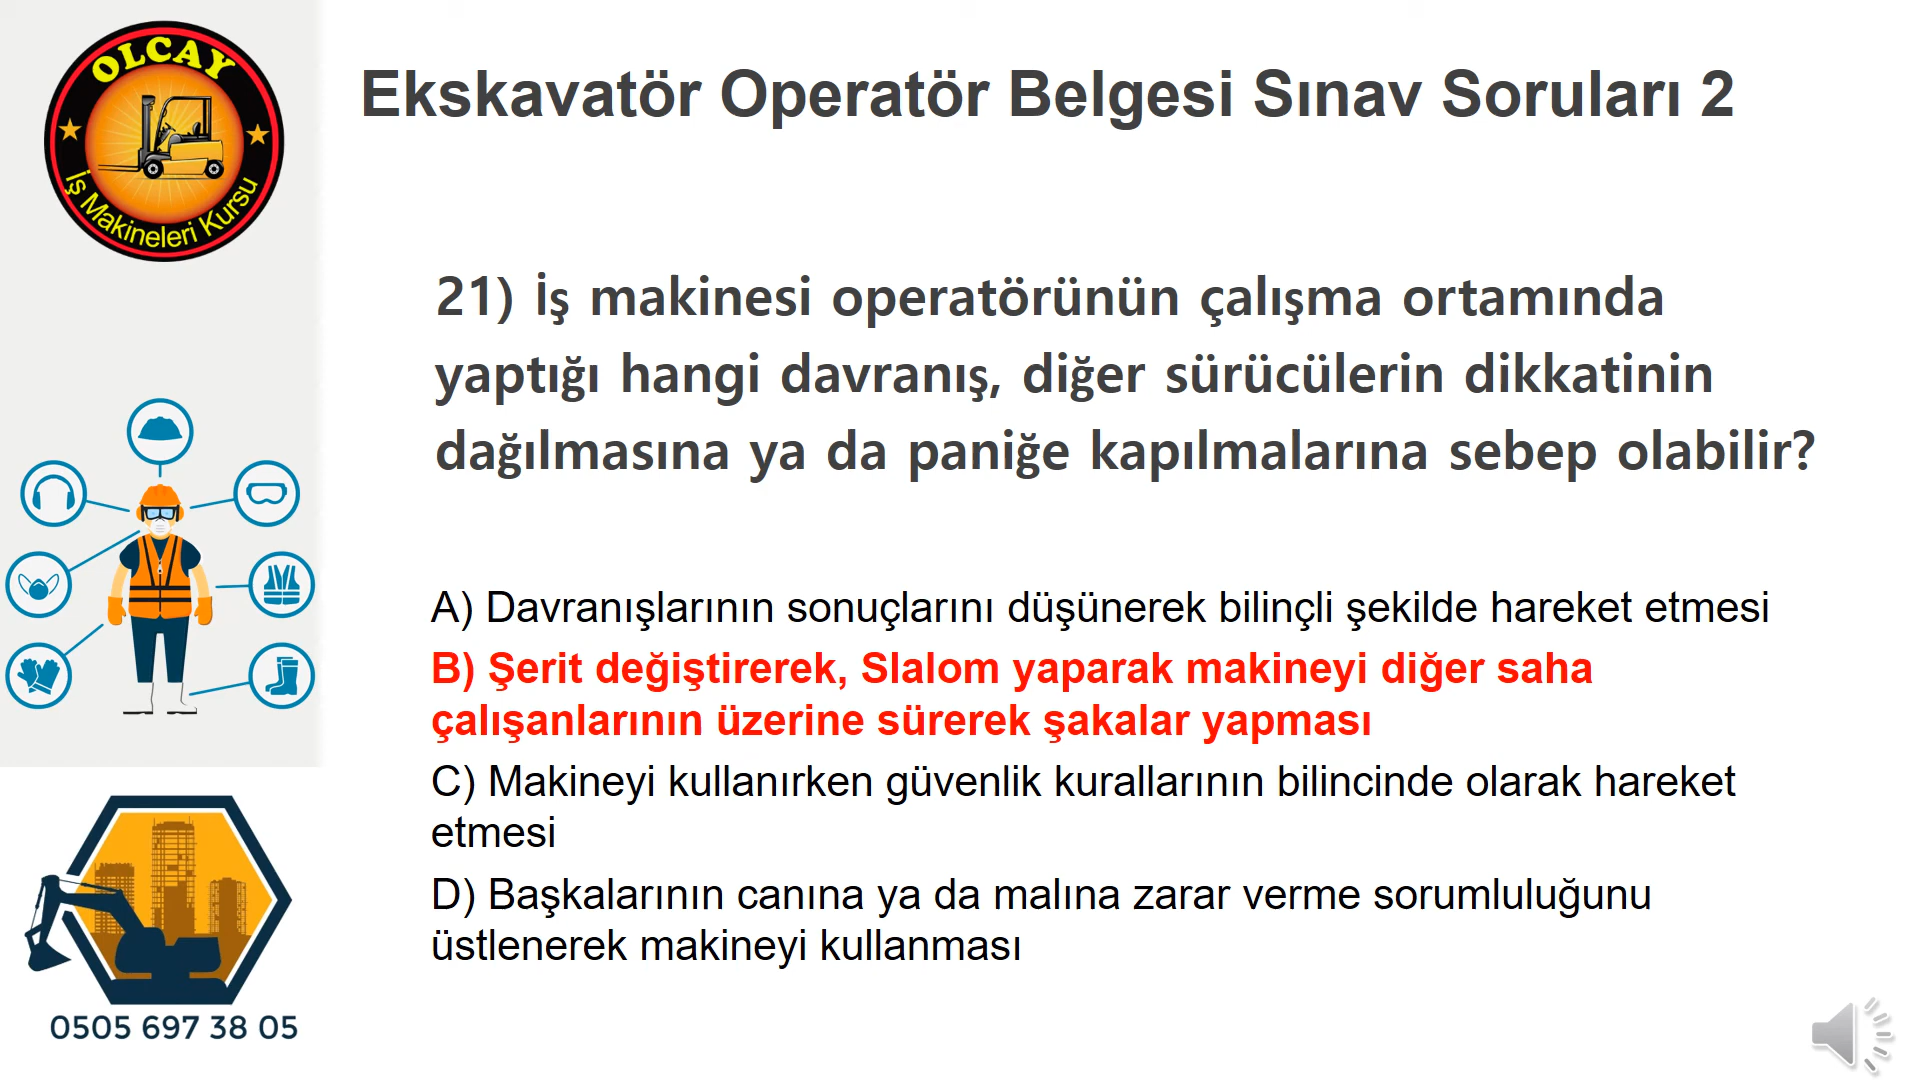 OLCAY
İş Makineleri Kursu
Ekskavatör Operatör Belgesi Sınav Soruları 2
21) İş makinesi operatörünün çalışma ortamında
yaptığı hangi davranış, diğer sürücülerin dikkatinin
dağılmasına ya da paniğe kapılmalarına sebep olabilir?
A) Davranışlarının sonuçlarını düşünerek bilinçli şekilde hareket etmesi
B) Şerit değiştirerek, Slalom yaparak makineyi diğer saha
çalışanlarının üzerine sürerek şakalar yapması
C) Makineyi kullanırken güvenlik kurallarının bilincinde olarak hareket
etmesi
D) Başkalarının canına ya da malına zarar verme sorumluluğunu
üstlenerek makineyi kullanması
0505 697 38 05